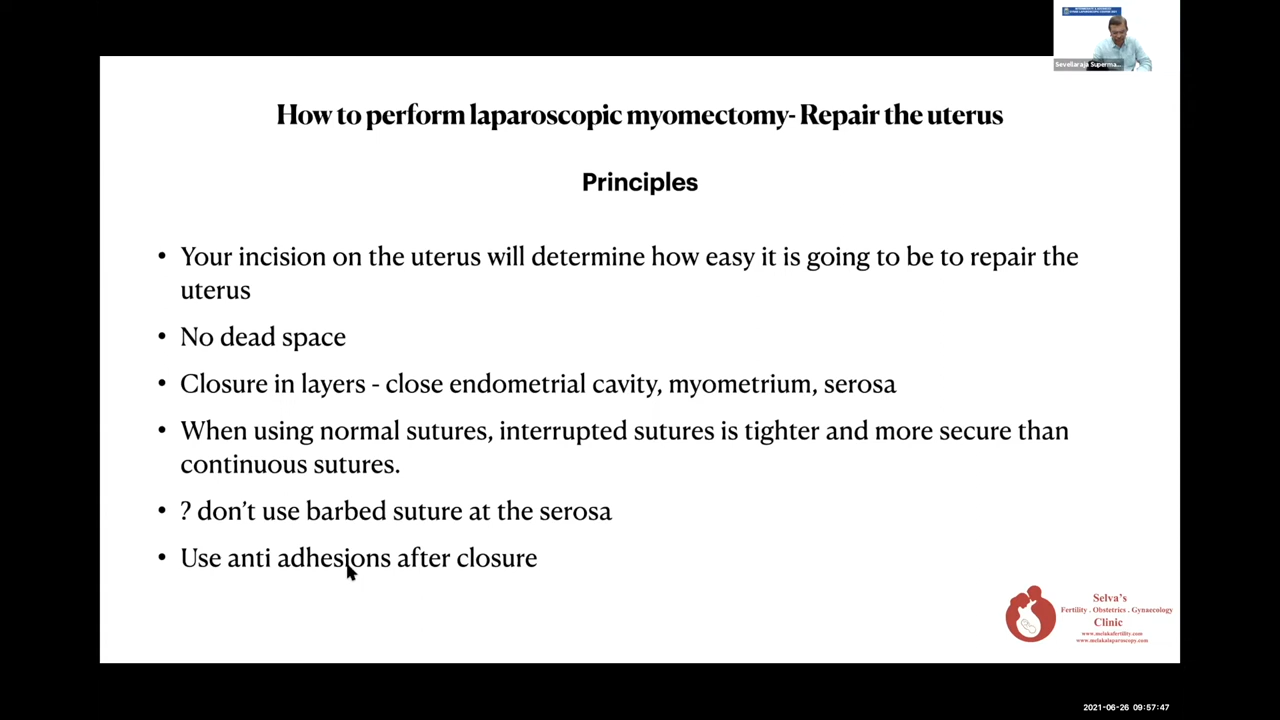 Sevellaraja Superma...
How to perform laparoscopic myomectomy- Repair the uterus
Principles
• Your incision on the uterus will determine how easy it is going to be to repair the
uterus
• No dead space
• Closure in layers - close endometrial cavity, myometrium, serosa
• When using normal sutures, interrupted sutures is tighter and more secure than
continuous sutures.
• ? don’t use barbed suture at the serosa
• Use anti adhesions after closure
Selva's
Fertility . Obstetrics . Gynaecology
Clinic
www.melakafertility.com
www.melakalaparoscopy.com
2021-06-26 09:57:47